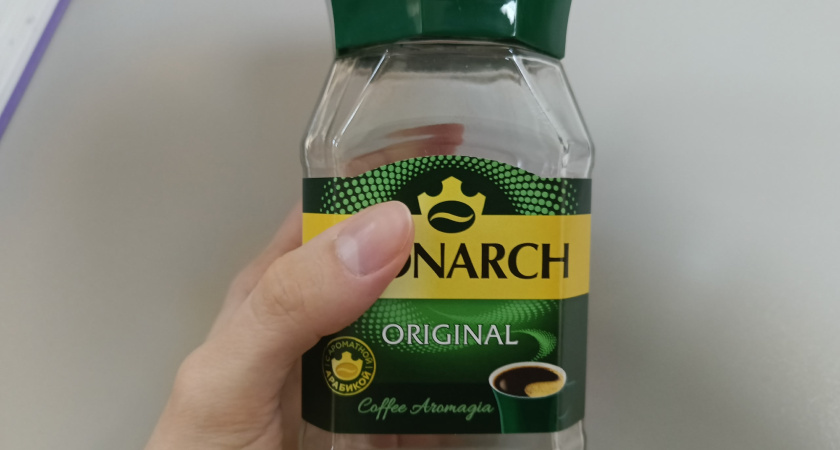 ONARCH
ORIGINAL
С АРОМАТНОЙ
АРАБИКОЙ
Coffee Aromagia